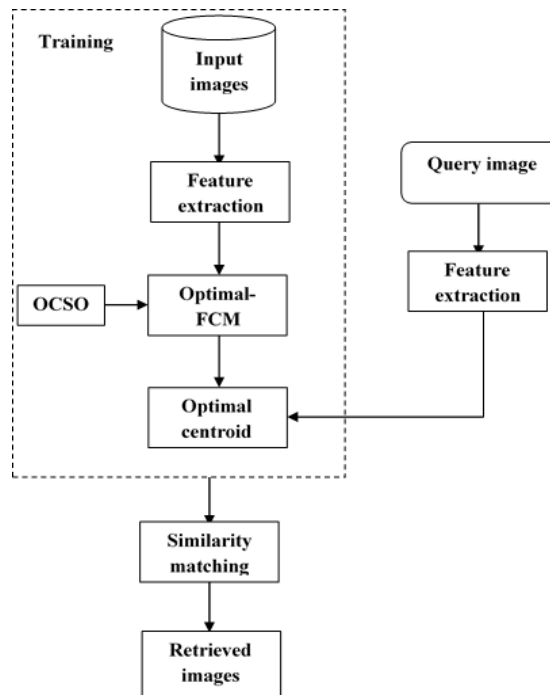 Training
Input
images
Feature
extraction
Query image
Feature
extraction
OCSO
Optimal-
FCM
Optimal
centroid
Similarity
matching
Retrieved
images